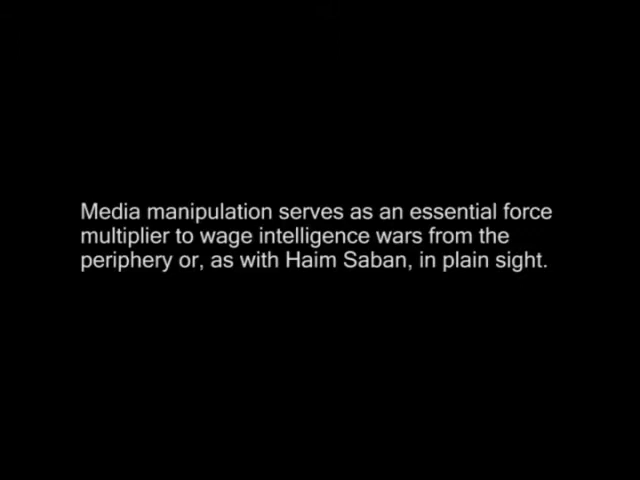 Media manipulation serves as an essential force
multiplier to wage intelligence wars from the
periphery or, as with Haim Saban, in plain sight.